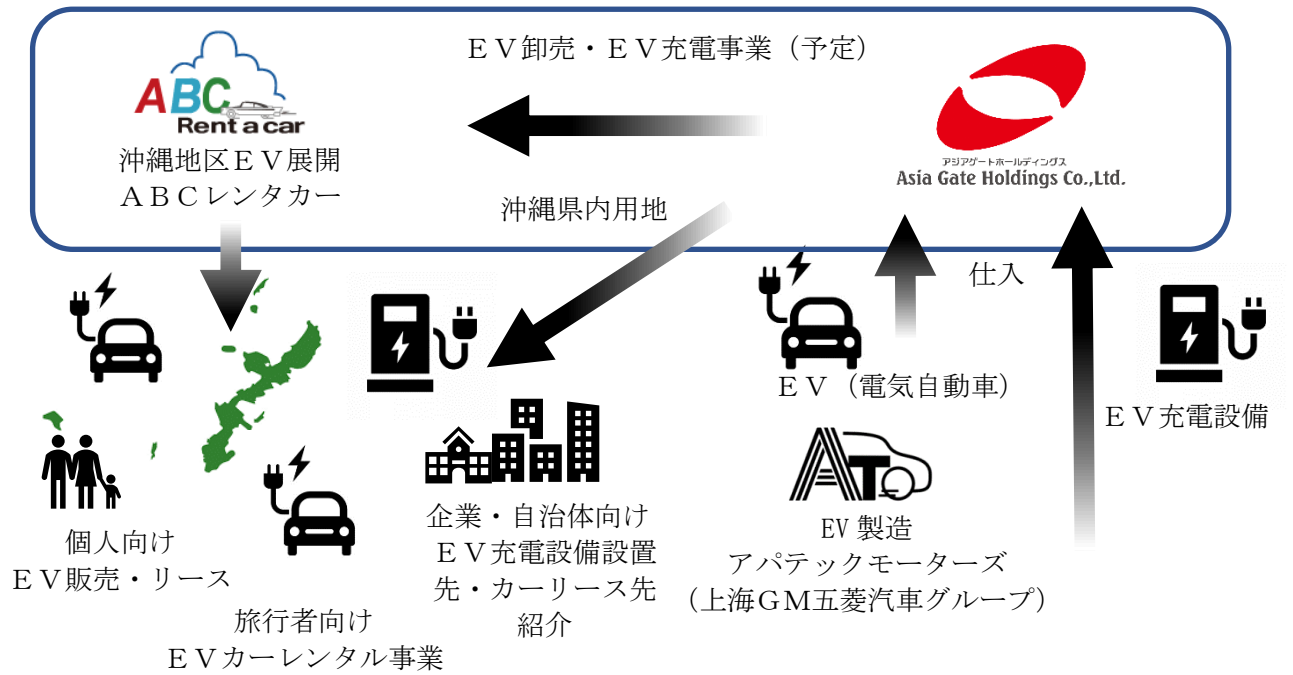 ＥＶ卸売・ＥＶ充電事業（予定）
ABC
Rent a car
沖縄地区ＥＶ展開
ＡＢＣレンタカー
アジアゲートホールディングス
Asia Gate Holdings Co.,Ltd.
沖縄県内用地
仕入
ＥＶ（電気自動車）
ＥＶ充電設備
個人向け
ＥＶ販売・リース
旅行者向け
ＥＶカーレンタル事業
企業・自治体向け
ＥＶ充電設備設置
先・カーリース先
紹介
ATO
EV 製造
アパテックモーターズ
（上海ＧＭ五菱汽車グループ）